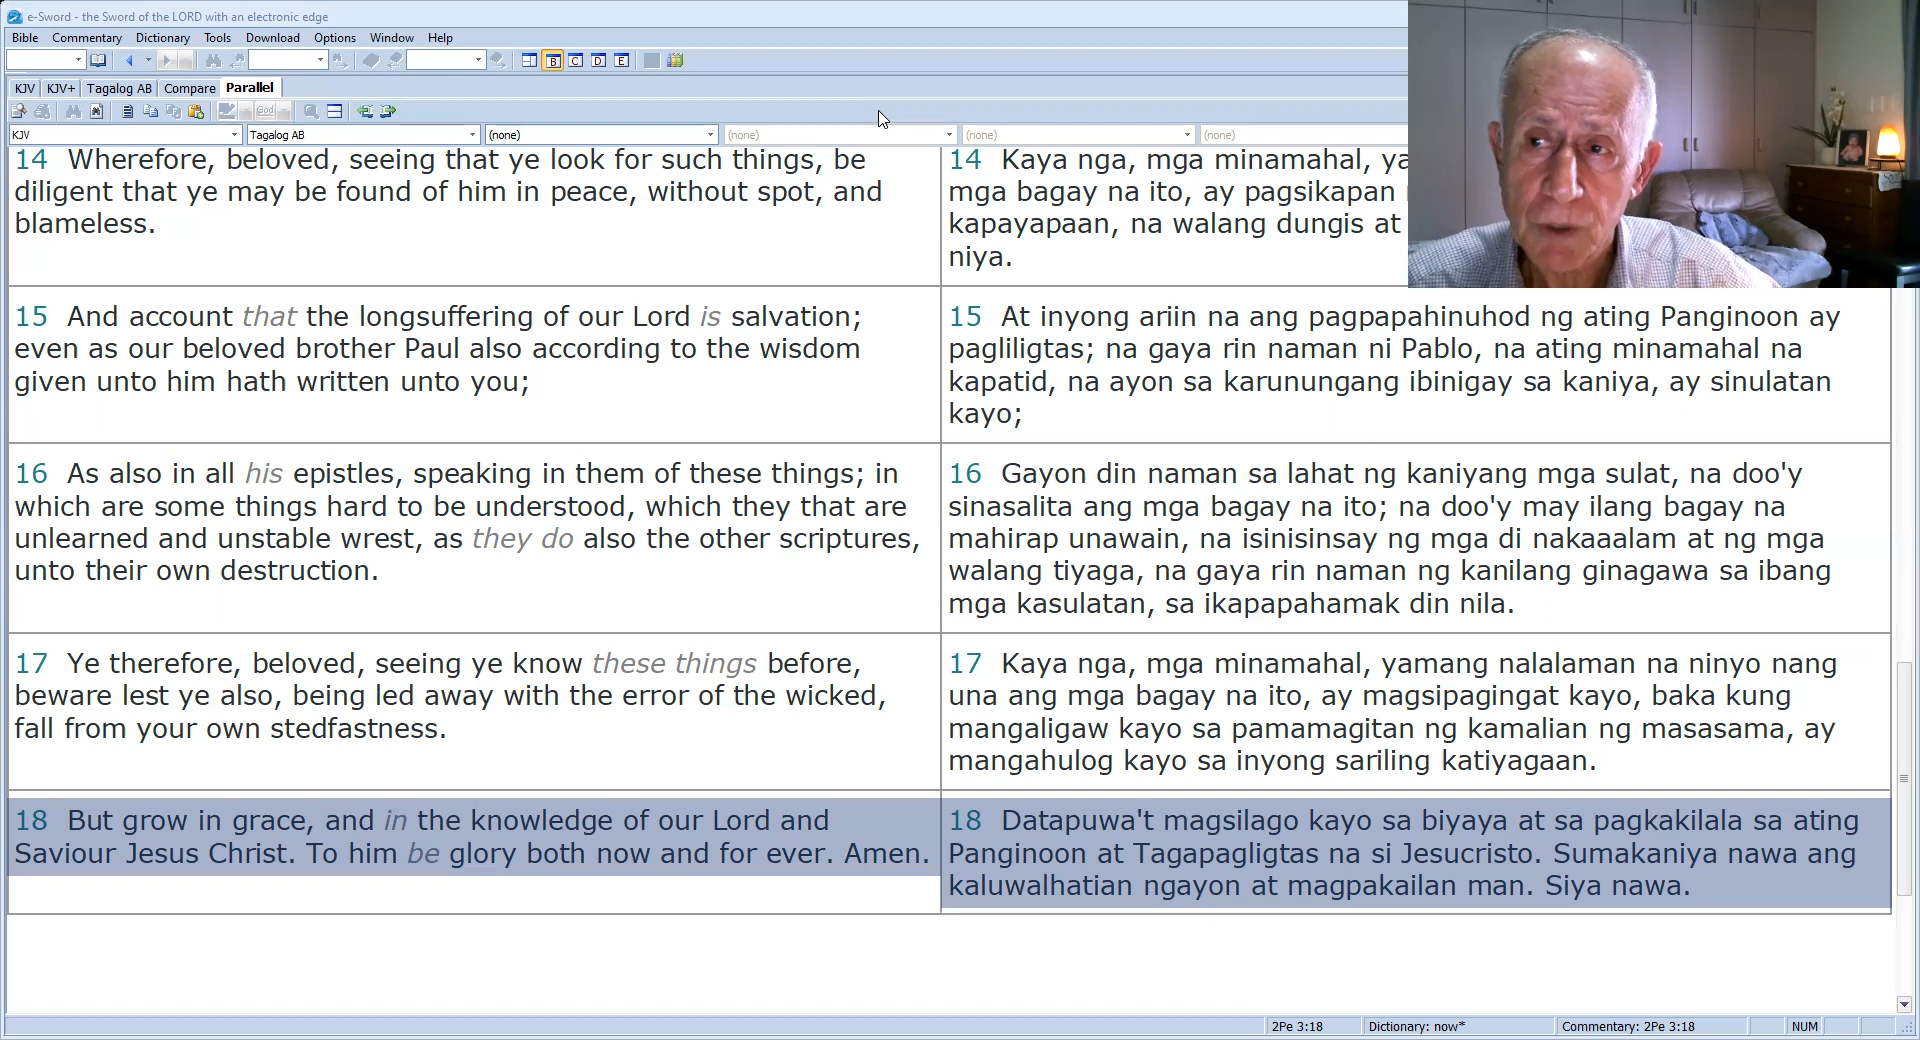 e-Sword - the Sword of the LORD with an electronic edge
Bible Commentary Dictionary Tools Download Options Window Help
B C D E
KJV KJV+ Tagalog AB Compare Parallel
God
KJV Tagalog AB (none) (none) (none) (none)
14 Wherefore, beloved, seeing that ye look for such things, be
diligent that ye may be found of him in peace, without spot, and
blameless.
14 Kaya nga, mga minamahal, ya
mga bagay na ito, ay pagsikapan
kapayapaan, na walang dungis at
niya.
15 And account that the longsuffering of our Lord is salvation;
even as our beloved brother Paul also according to the wisdom
given unto him hath written unto you;
15 At inyong ariin na ang pagpapahinuhod ng ating Panginoon ay
pagliligtas; na gaya rin naman ni Pablo, na ating minamahal na
kapatid, na ayon sa karunungang ibinigay sa kaniya, ay sinulatan
kayo;
16 As also in all his epistles, speaking in them of these things; in
which are some things hard to be understood, which they that are
unlearned and unstable wrest, as they do also the other scriptures,
unto their own destruction.
16 Gayon din naman sa lahat ng kaniyang mga sulat, na doo'y
sinasalita ang mga bagay na ito; na doo'y may ilang bagay na
mahirap unawain, na isinisinsay ng mga di nakaaalam at ng mga
walang tiyaga, na gaya rin naman ng kanilang ginagawa sa ibang
mga kasulatan, sa ikapapahamak din nila.
17 Ye therefore, beloved, seeing ye know these things before,
beware lest ye also, being led away with the error of the wicked,
fall from your own stedfastness.
17 Kaya nga, mga minamahal, yamang nalalaman na ninyo nang
una ang mga bagay na ito, ay magsipagingat kayo, baka kung
mangaligaw kayo sa pamamagitan ng kamalian ng masasama, ay
mangahulog kayo sa inyong sariling katiyagaan.
18 But grow in grace, and in the knowledge of our Lord and
Saviour Jesus Christ. To him be glory both now and for ever. Amen.
18 Datapuwa't magsilago kayo sa biyaya at sa pagkakilala sa ating
Panginoon at Tagapagligtas na si Jesucristo. Sumakaniya nawa ang
kaluwalhatian ngayon at magpakailan man. Siya nawa.
2Pe 3:18 Dictionary: now* Commentary: 2Pe 3:18 NUM